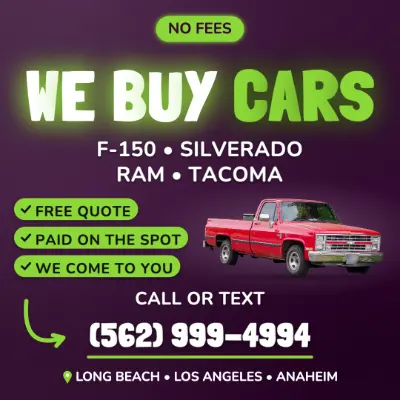 NO FEES
WE BUY CARS
F-150 • SILVERADO
RAM • TACOMA
FREE QUOTE
PAID ON THE SPOT
WE COME TO YOU
CALL OR TEXT
(562) 999-4994
LONG BEACH • LOS ANGELES • ANAHEIM